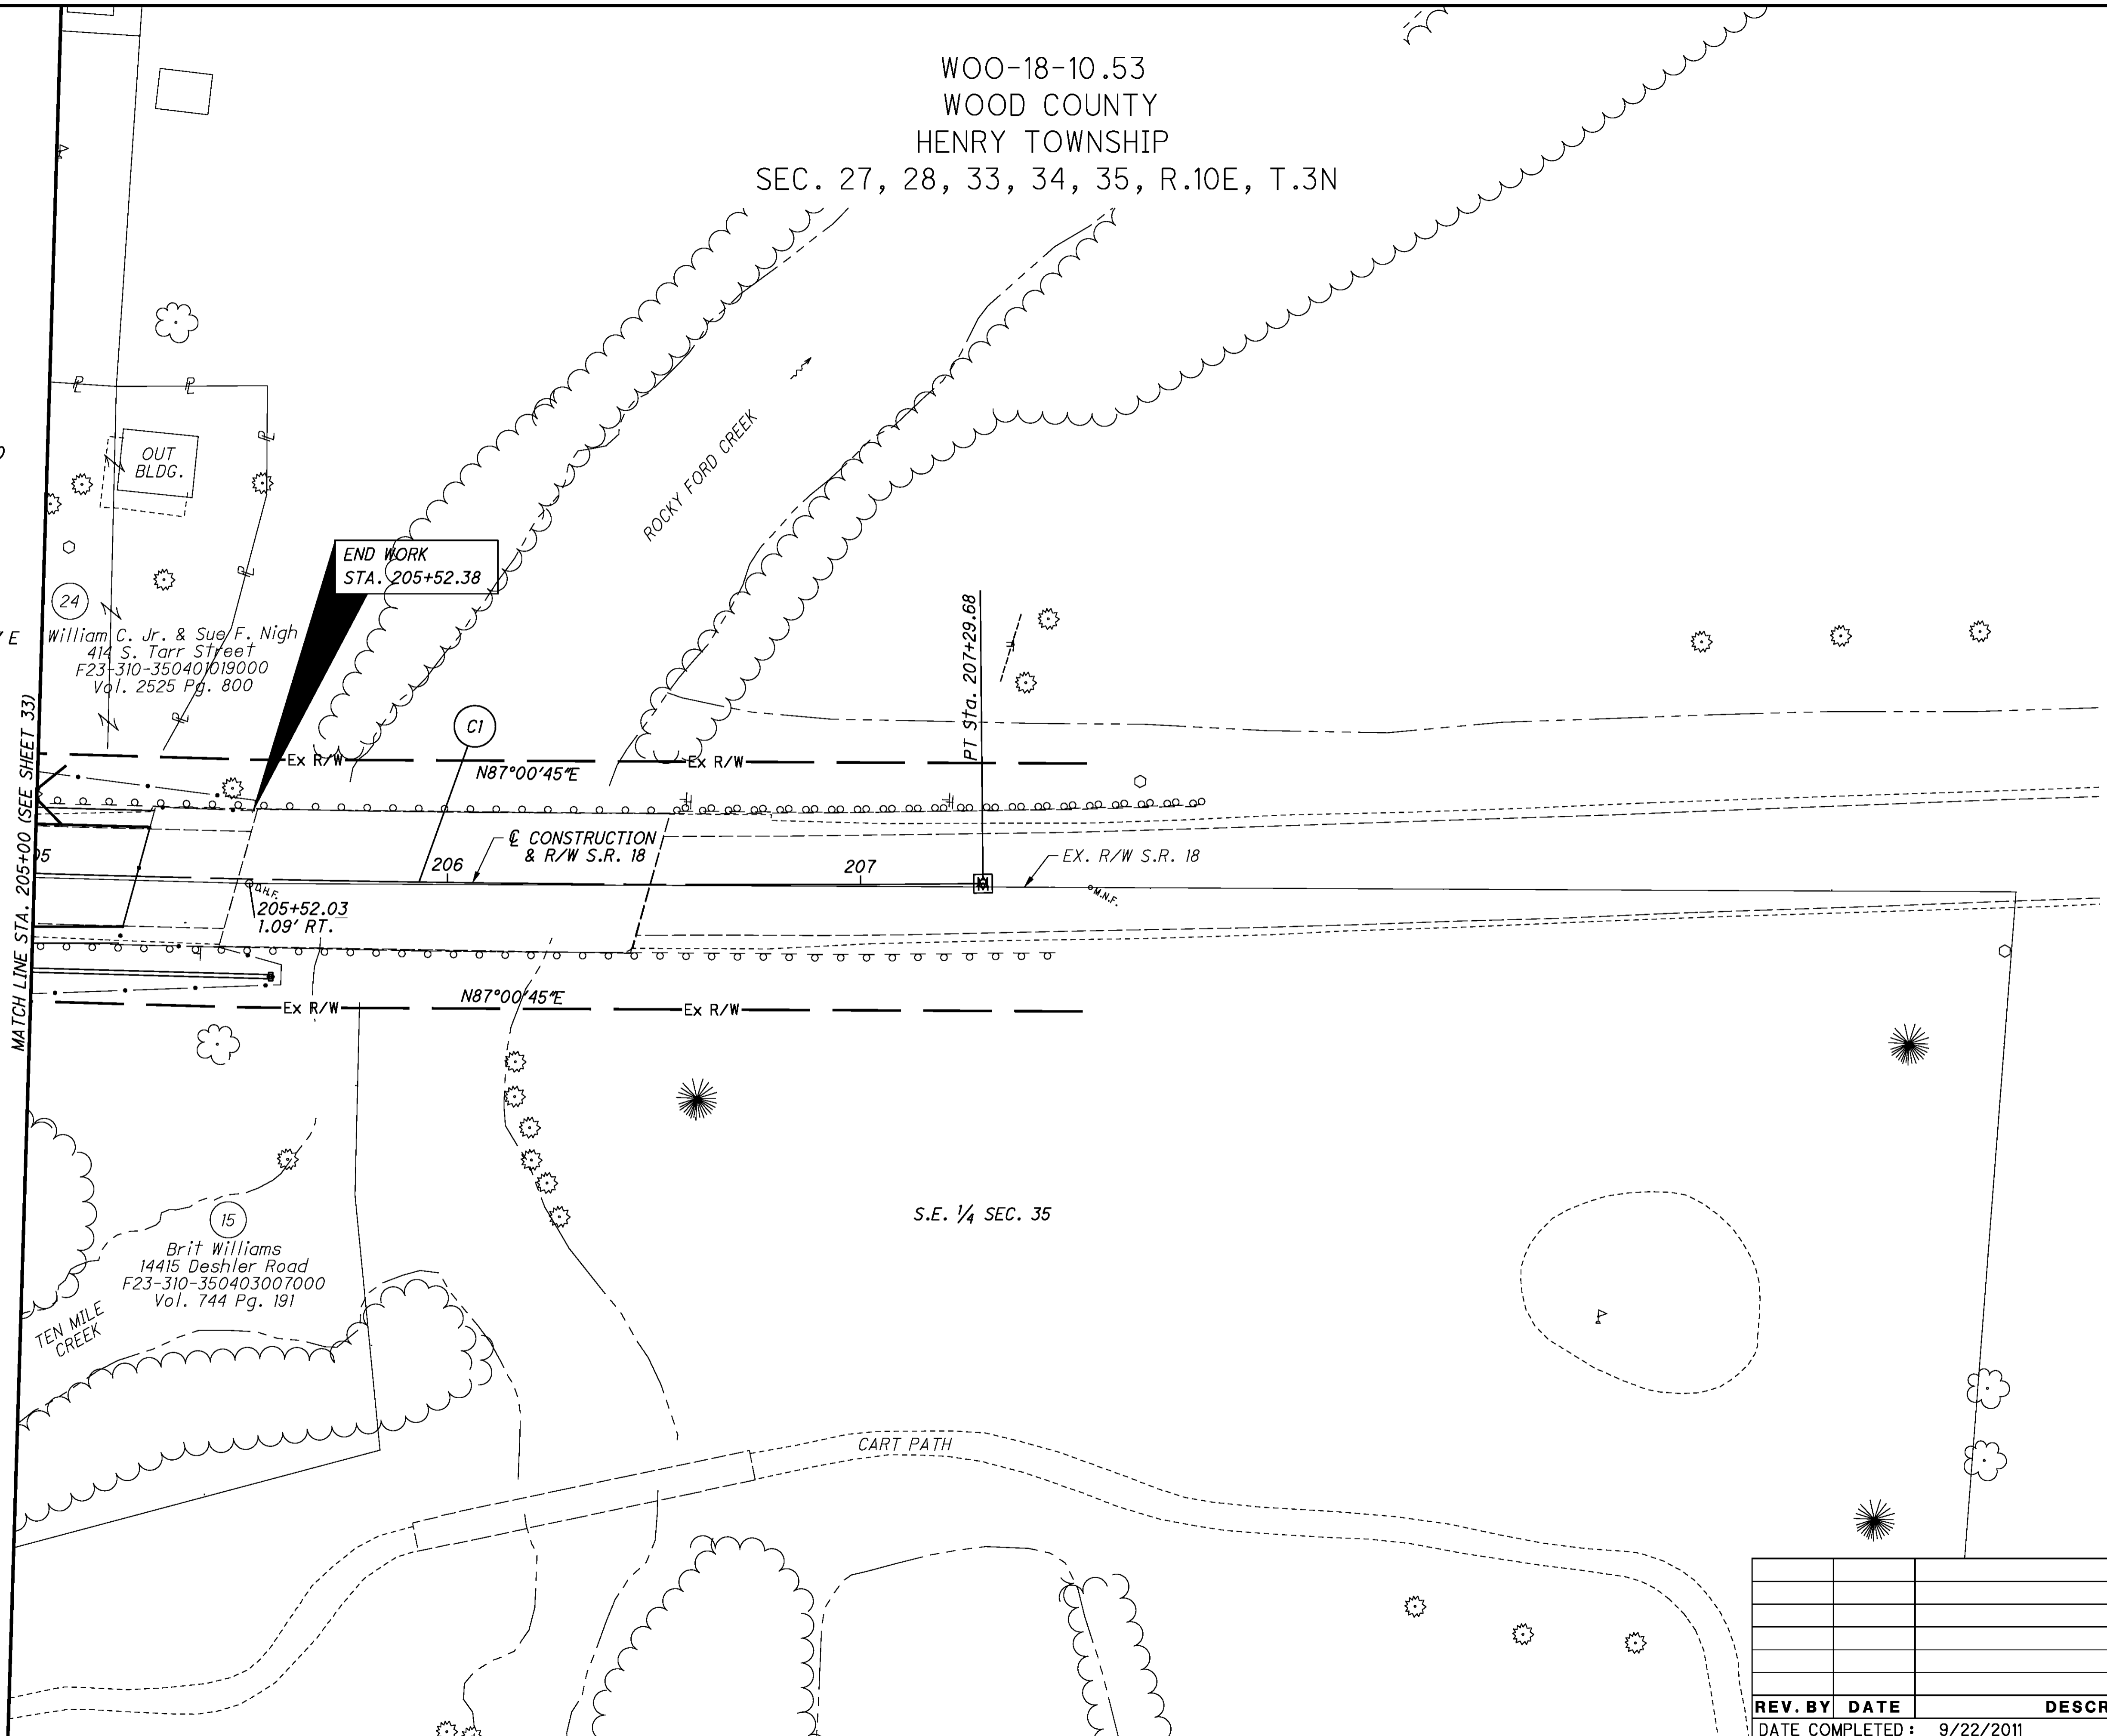 WOO-18-10.53
WOOD COUNTY
HENRY TOWNSHIP
SEC. 27, 28, 33, 34, 35, R.10E, T.3N
OUT
BLDG.
ROCKY FORD CREEK
END WORK
STA. 205+52.38
24
William C. Jr. & Sue F. Nigh
414 S. Tarr Street
F23-310-350401019000
Vol. 2525 Pg. 800
MATCH LINE STA. 205+00 (SEE SHEET 33)
C1
PT Sta. 207+29.68
Ex R/W
Ex R/W
N87°00'45"E
℄ CONSTRUCTION
& R/W S.R. 18
05
206
207
EX. R/W S.R. 18
D.H.F.
M.N.F.
205+52.03
1.09' RT.
N87°00'45"E
Ex R/W
Ex R/W
15
Brit Williams
14415 Deshler Road
F23-310-350403007000
Vol. 744 Pg. 191
S.E. 1/4 SEC. 35
TEN MILE
CREEK
CART PATH
REV. BY DATE DESCR
DATE COMPLETED: 9/22/2011